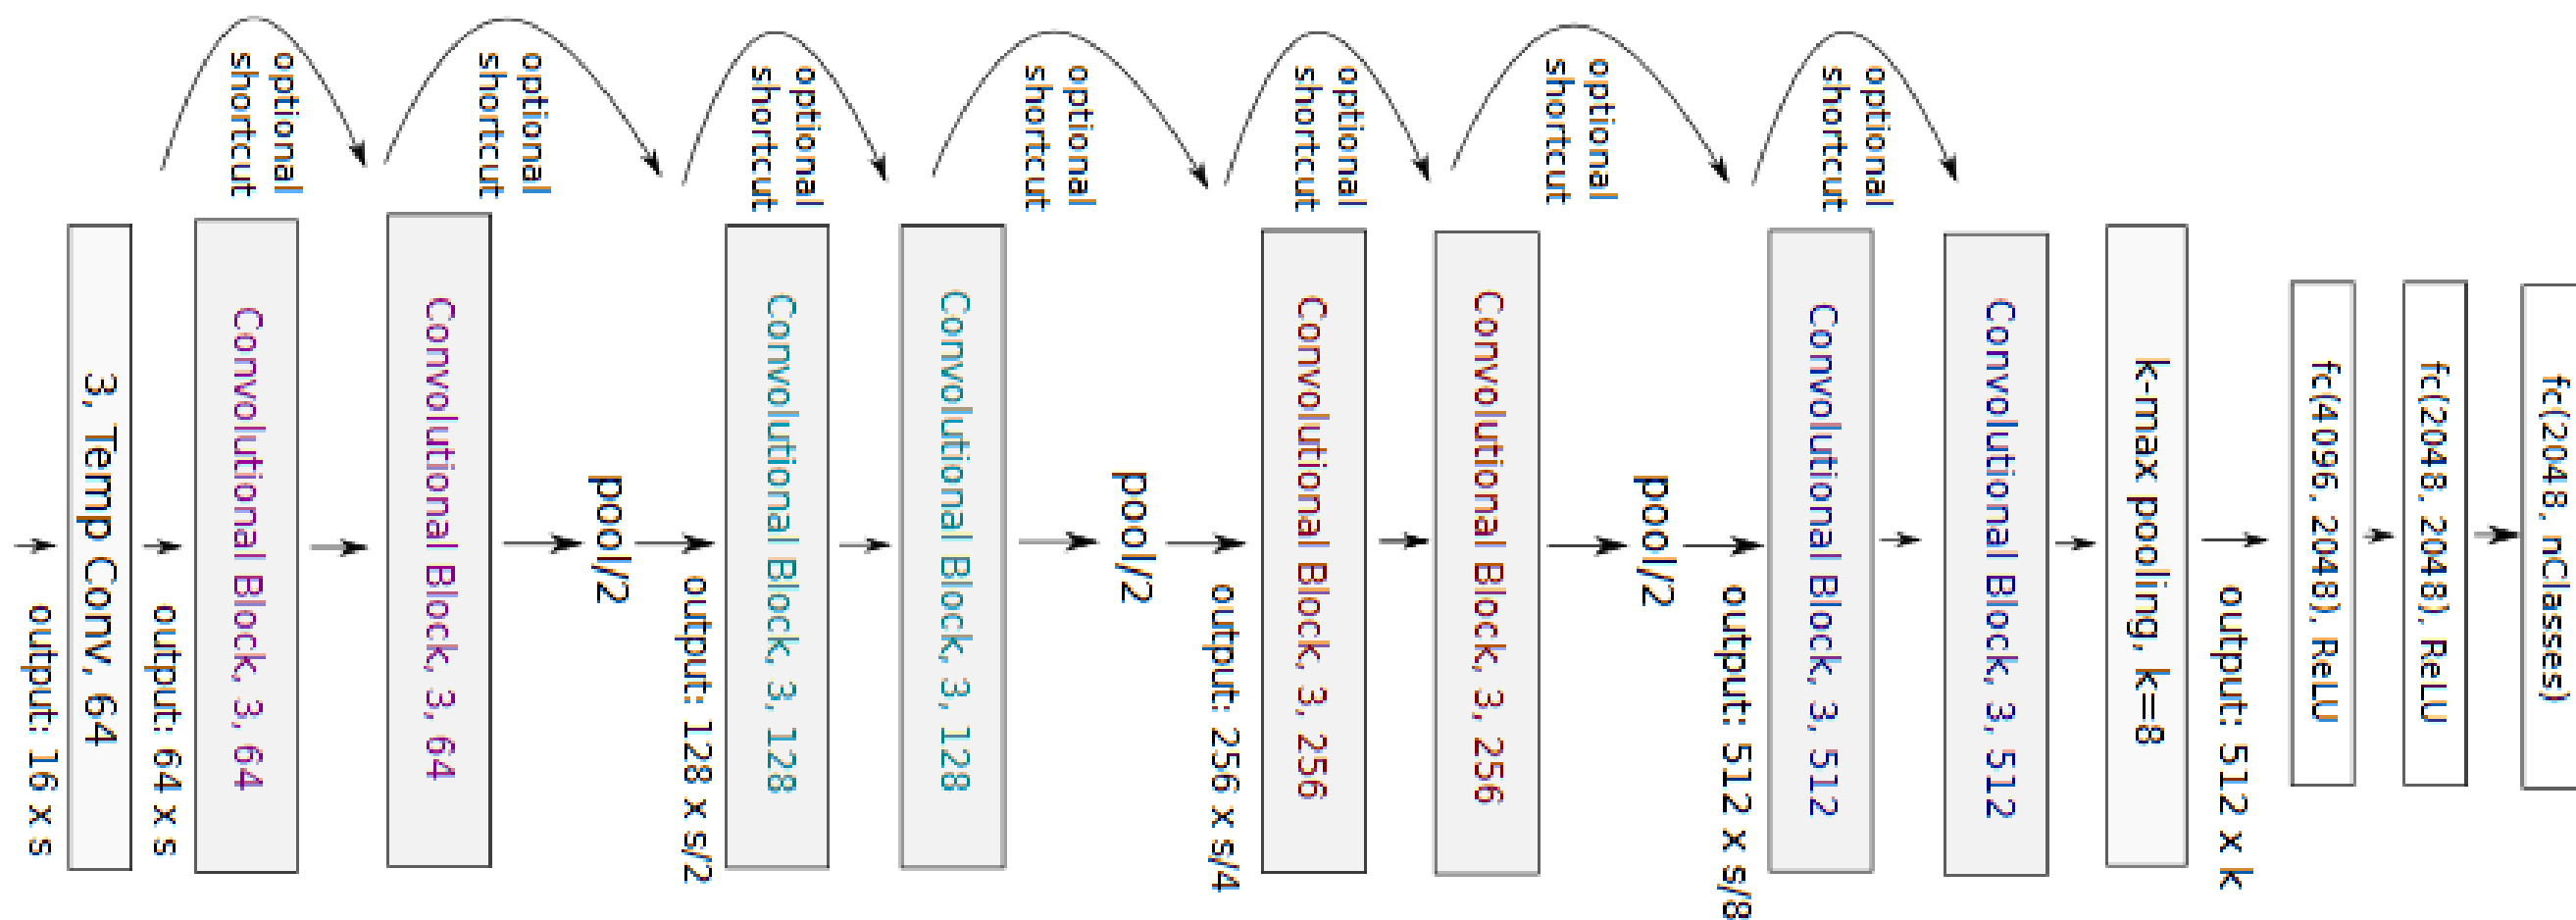 optional
shortcut
optional
shortcut
optional
shortcut
optional
shortcut
optional
shortcut
optional
shortcut
optional
shortcut
output: 16 x s
3, Temp Conv, 64
output: 64 x s
Convolutional Block, 3, 64
Convolutional Block, 3, 64
pool/2
output: 128 x s/2
Convolutional Block, 3, 128
Convolutional Block, 3, 128
pool/2
output: 256 x s/4
Convolutional Block, 3, 256
Convolutional Block, 3, 256
pool/2
output: 512 x s/8
Convolutional Block, 3, 512
Convolutional Block, 3, 512
k-max pooling, k=8
output: 512 x k
fc(4096, 2048), ReLU
fc(2048, 2048), ReLU
fc(2048, nClasses)